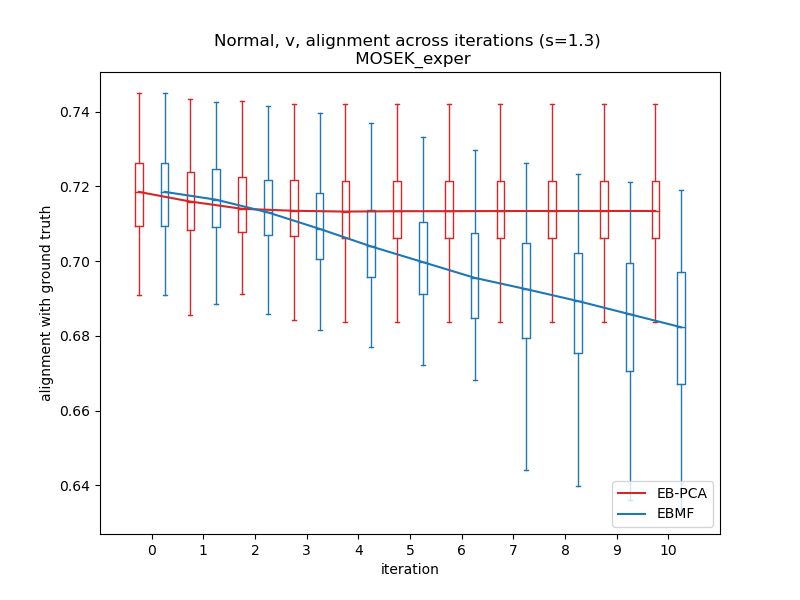 Normal, v, alignment across iterations (s=1.3)
MOSEK_exper
alignment with ground truth
0.74
0.72
0.70
0.68
0.66
0.64
0 1 2 3 4 5 6 7 8 9 10
iteration
EB-PCA
EBMF